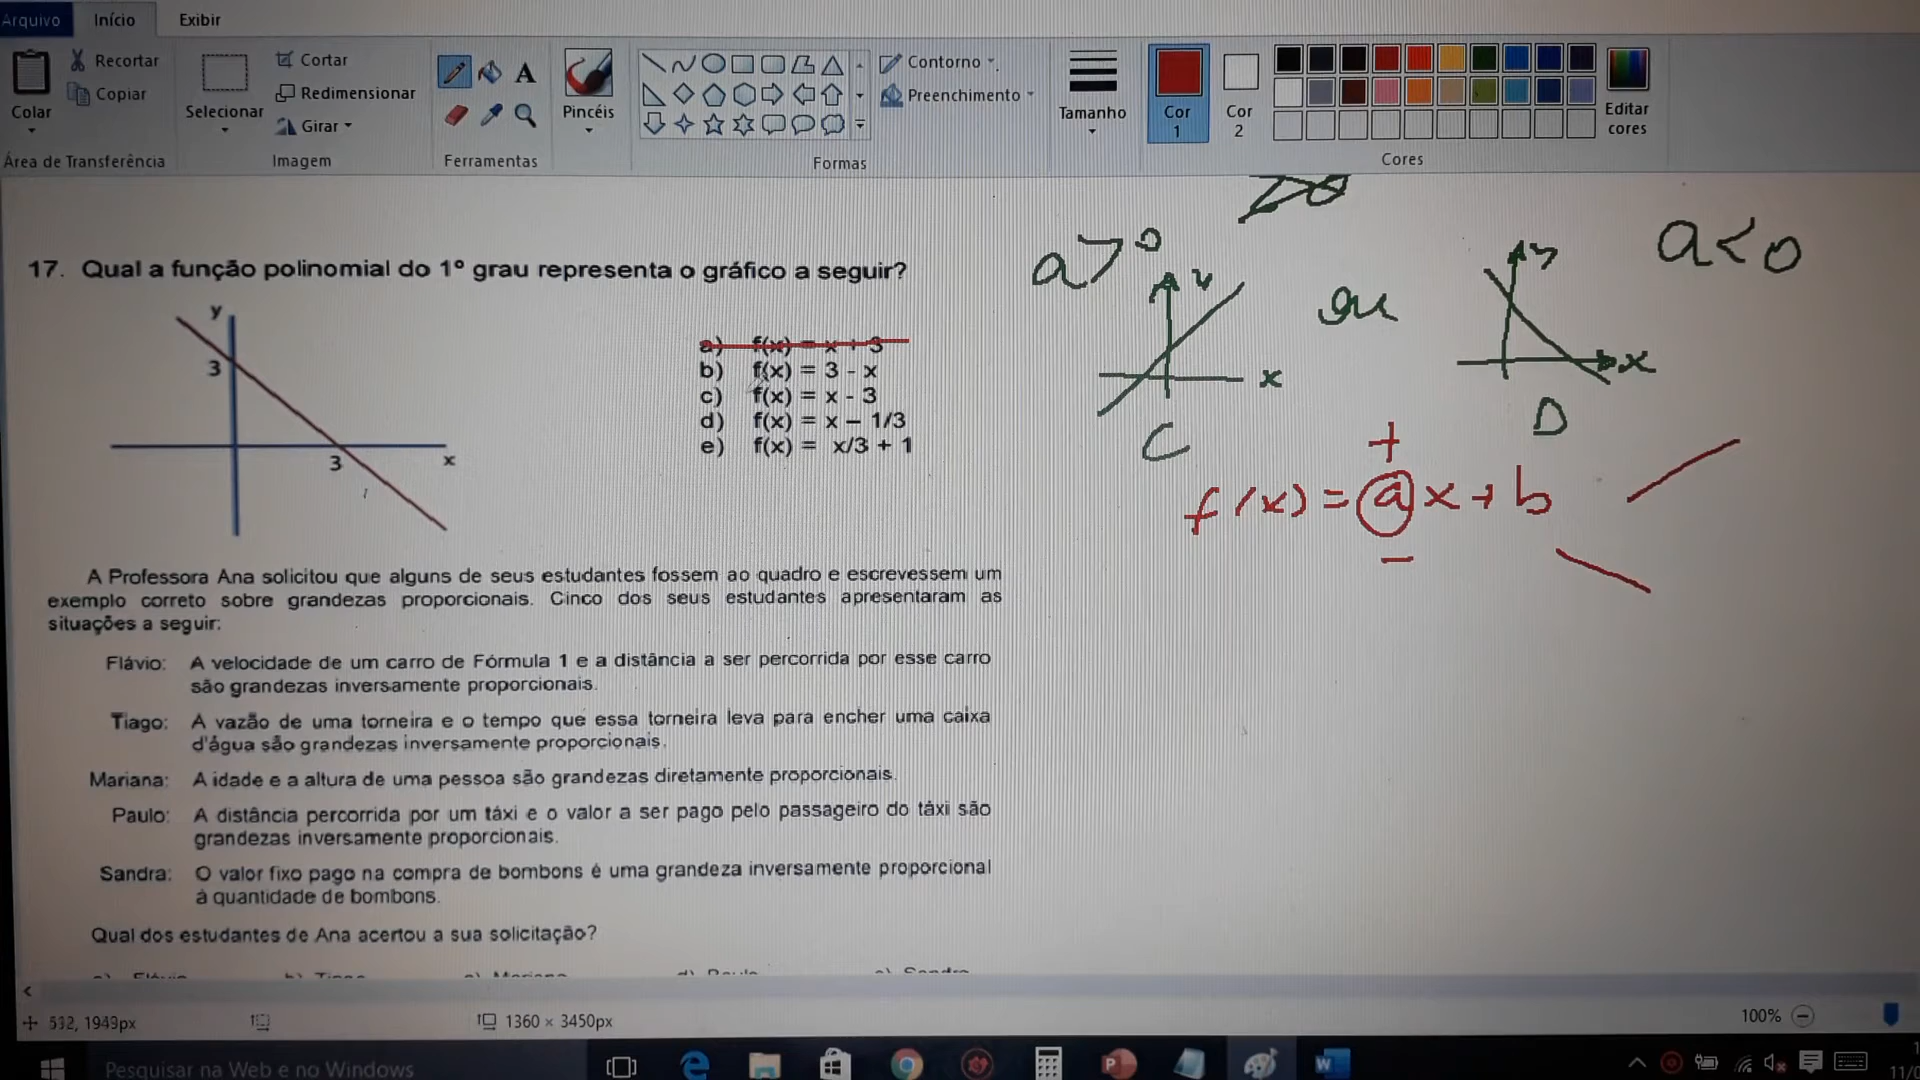 Arquivo
Início
Exibir
Colar
Recortar
Copiar
Área de Transferência
Selecionar
Cortar
Redimensionar
Girar
Imagem
A
Ferramentas
Pincéis
Formas
Contorno
Preenchimento
Tamanho
Cor 1
Cor 2
Cores
Editar cores
17. Qual a função polinomial do 1º grau representa o gráfico a seguir?
y
3
3
x
a) f(x) = x + 3
b) f(x) = 3 - x
c) f(x) = x - 3
d) f(x) = x – 1/3
e) f(x) = x/3 + 1
a>0
y
x
C
ou
y
x
D
a<0
+
f(x)=ax+b
−
A Professora Ana solicitou que alguns de seus estudantes fossem ao quadro e escrevessem um
exemplo correto sobre grandezas proporcionais. Cinco dos seus estudantes apresentaram as
situações a seguir:
Flávio: A velocidade de um carro de Fórmula 1 e a distância a ser percorrida por esse carro
são grandezas inversamente proporcionais.
Tiago: A vazão de uma torneira e o tempo que essa torneira leva para encher uma caixa
d'água são grandezas inversamente proporcionais.
Mariana: A idade e a altura de uma pessoa são grandezas diretamente proporcionais.
Paulo: A distância percorrida por um táxi e o valor a ser pago pelo passageiro do táxi são
grandezas inversamente proporcionais.
Sandra: O valor fixo pago na compra de bombons é uma grandeza inversamente proporcional
à quantidade de bombons.
Qual dos estudantes de Ana acertou a sua solicitação?
a) Flávio b) Tiago c) Mariana d) Paulo e) Sandra
532, 1949px
1360 × 3450px
100%
Pesquisar na Web e no Windows